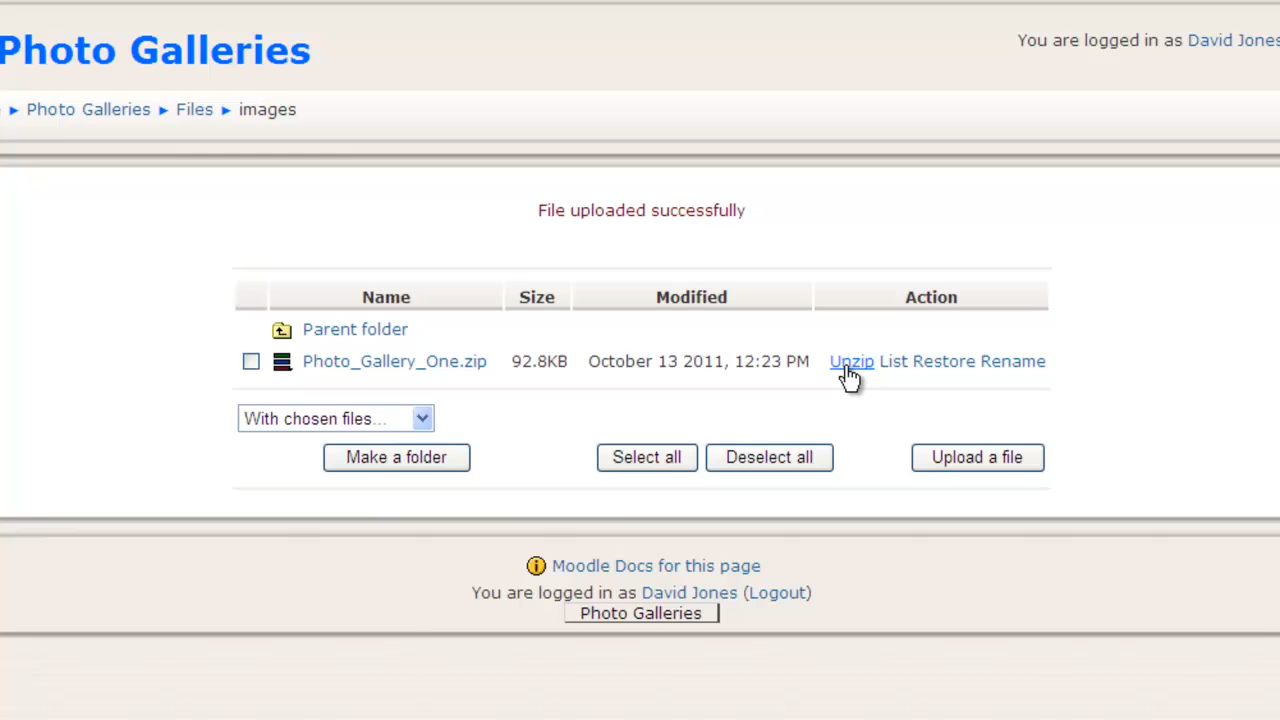 Photo Galleries
You are logged in as David Jones
► Photo Galleries ► Files ► images
File uploaded successfully
Name Size Modified Action
Parent folder
Photo_Gallery_One.zip 92.8KB October 13 2011, 12:23 PM Unzip List Restore Rename
With chosen files...
Make a folder Select all Deselect all Upload a file
Moodle Docs for this page
You are logged in as David Jones (Logout)
Photo Galleries